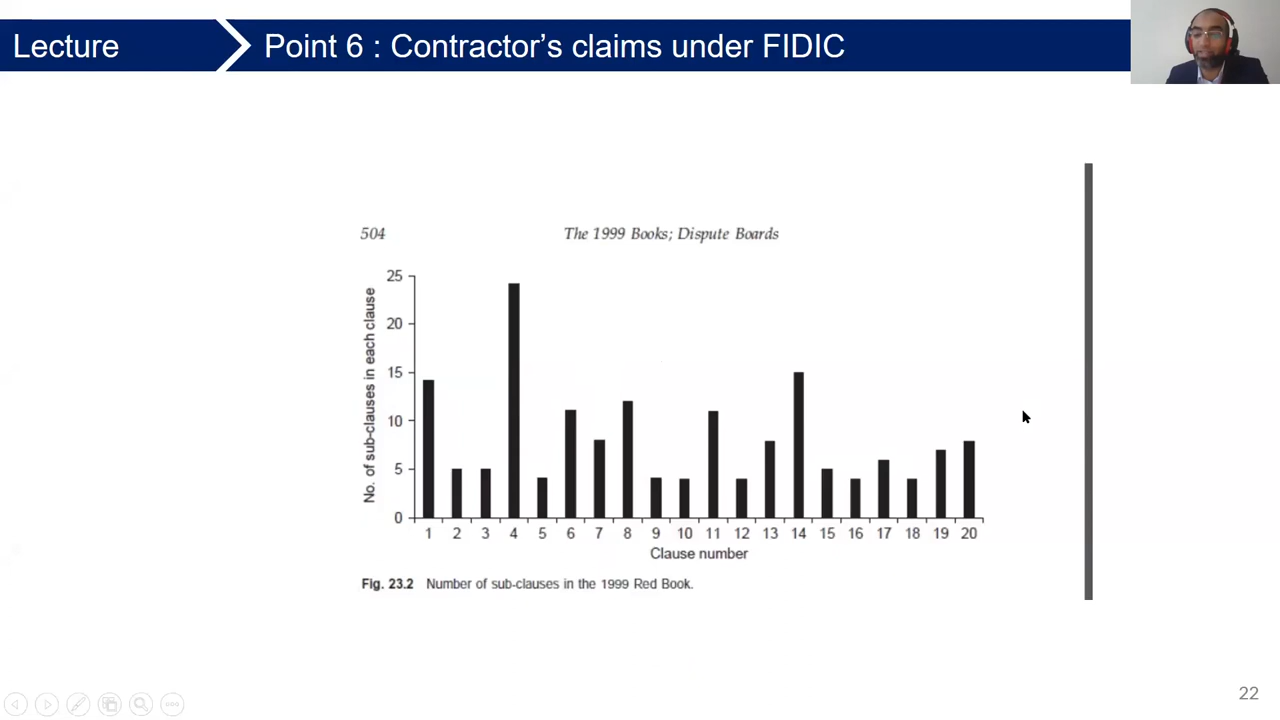 Lecture
Point 6 : Contractor’s claims under FIDIC
504
The 1999 Books; Dispute Boards
No. of sub-clauses in each clause
25
20
15
10
5
0
1 2 3 4 5 6 7 8 9 10 11 12 13 14 15 16 17 18 19 20
Clause number
Fig. 23.2 Number of sub-clauses in the 1999 Red Book.
22